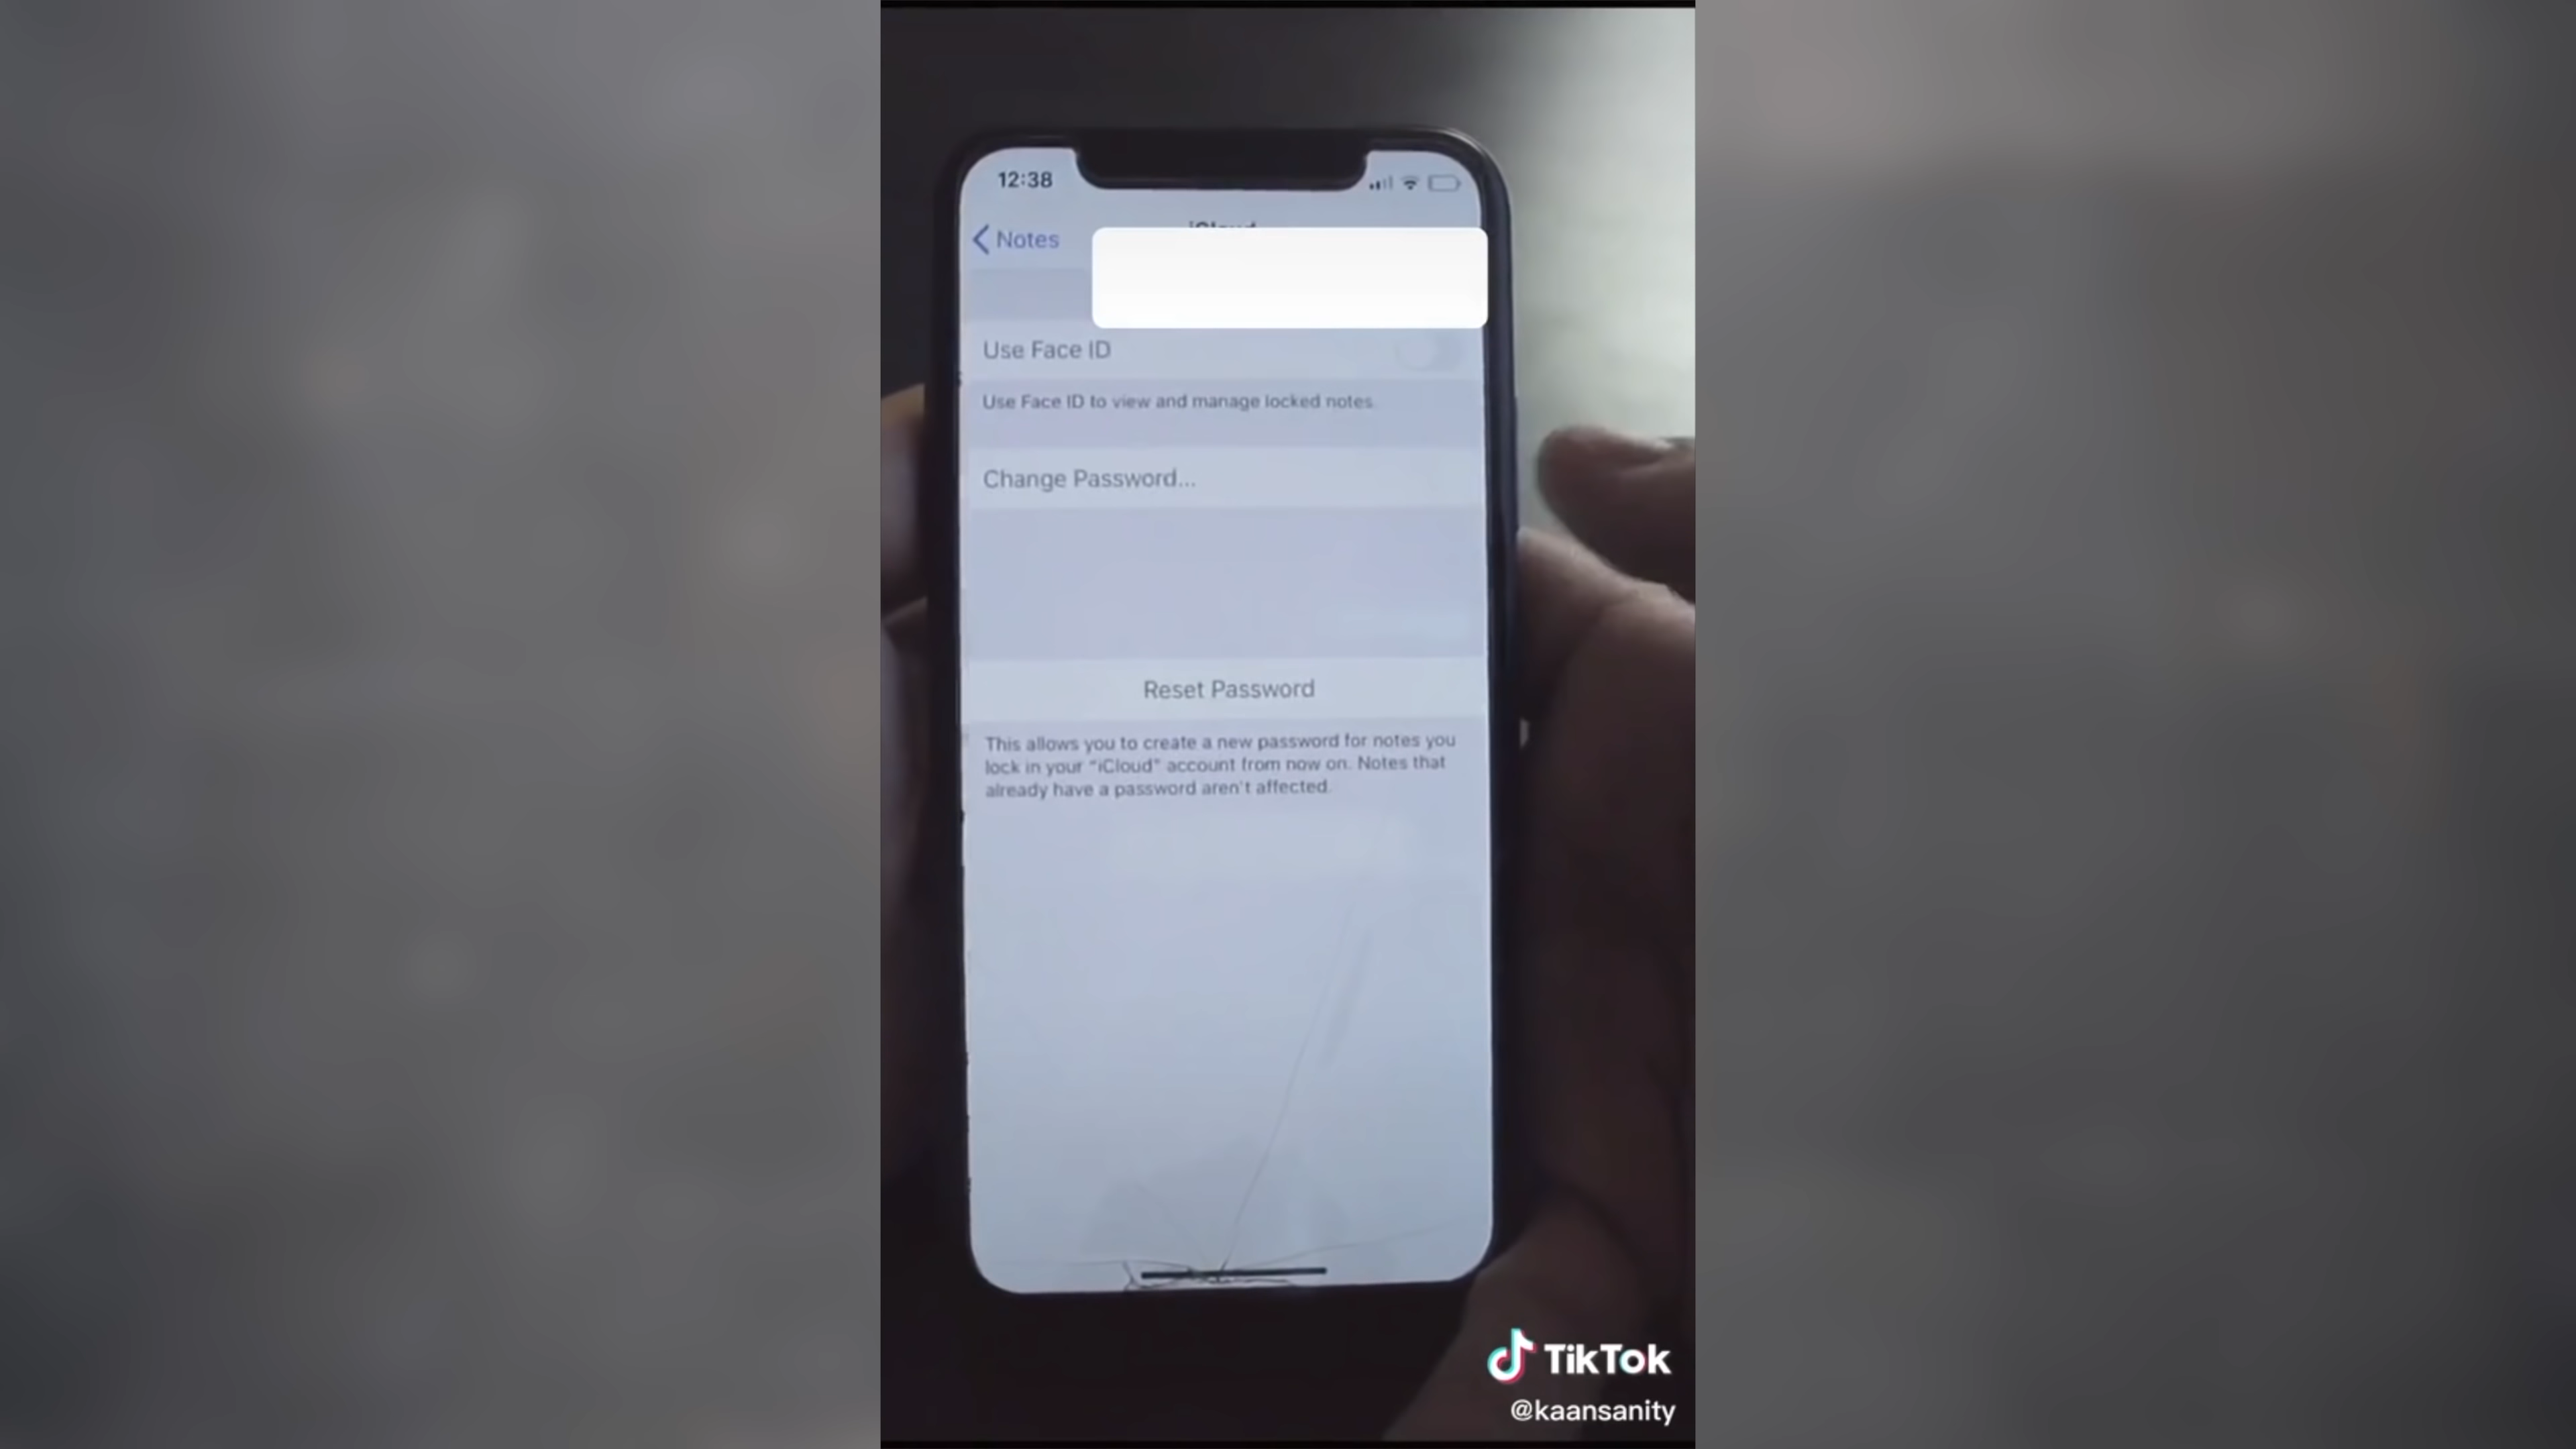 12:38
Notes
iCloud
Use Face ID
Use Face ID to view and manage locked notes.
Change Password...
Reset Password
This allows you to create a new password for notes you
lock in your "iCloud" account from now on. Notes that
already have a password aren't affected.
TikTok
@kaansanity